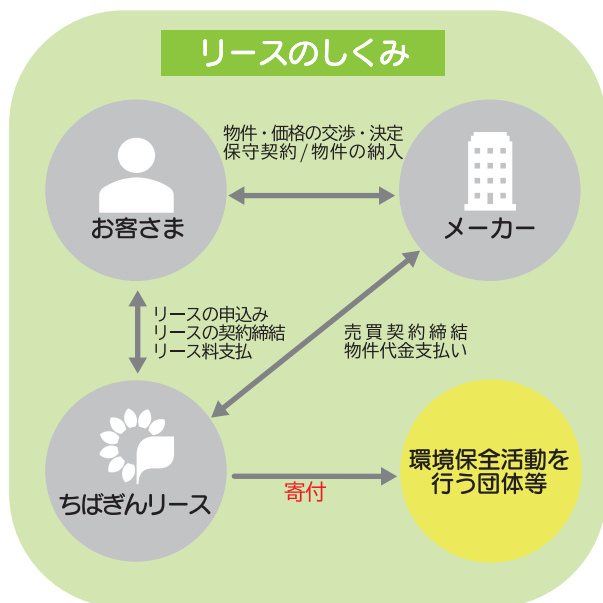 リースのしくみ
物件・価格の交渉・決定
保守契約/物件の納入
お客さま
メーカー
リースの申込み
リースの契約締結
リース料支払
売買契約締結
物件代金支払い
ちばぎんリース
寄付
環境保全活動を
行う団体等